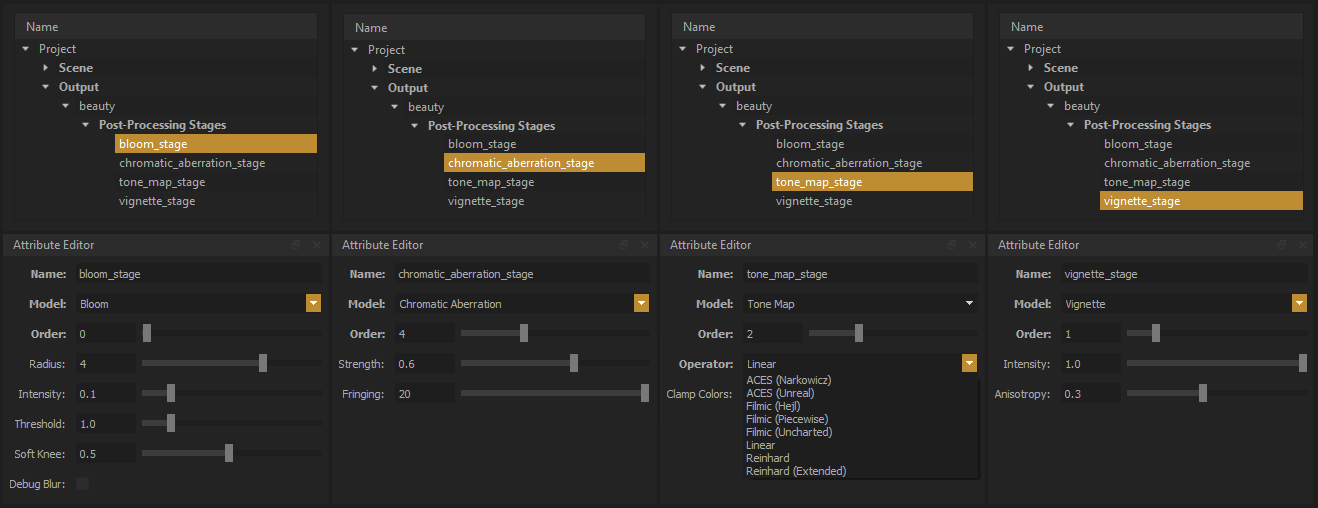 Name
Project
Scene
Output
beauty
Post-Processing Stages
bloom_stage
chromatic_aberration_stage
tone_map_stage
vignette_stage
Attribute Editor
Name: bloom_stage
Model: Bloom
Order: 0
Radius: 4
Intensity: 0.1
Threshold: 1.0
Soft Knee: 0.5
Debug Blur:
Name
Project
Scene
Output
beauty
Post-Processing Stages
bloom_stage
chromatic_aberration_stage
tone_map_stage
vignette_stage
Attribute Editor
Name: chromatic_aberration_stage
Model: Chromatic Aberration
Order: 4
Strength: 0.6
Fringing: 20
Name
Project
Scene
Output
beauty
Post-Processing Stages
bloom_stage
chromatic_aberration_stage
tone_map_stage
vignette_stage
Attribute Editor
Name: tone_map_stage
Model: Tone Map
Order: 2
Operator: Linear
Clamp Colors:
ACES (Narkowicz)
ACES (Unreal)
Filmic (Hejl)
Filmic (Piecewise)
Filmic (Uncharted)
Linear
Reinhard
Reinhard (Extended)
Name
Project
Scene
Output
beauty
Post-Processing Stages
bloom_stage
chromatic_aberration_stage
tone_map_stage
vignette_stage
Attribute Editor
Name: vignette_stage
Model: Vignette
Order: 1
Intensity: 1.0
Anisotropy: 0.3